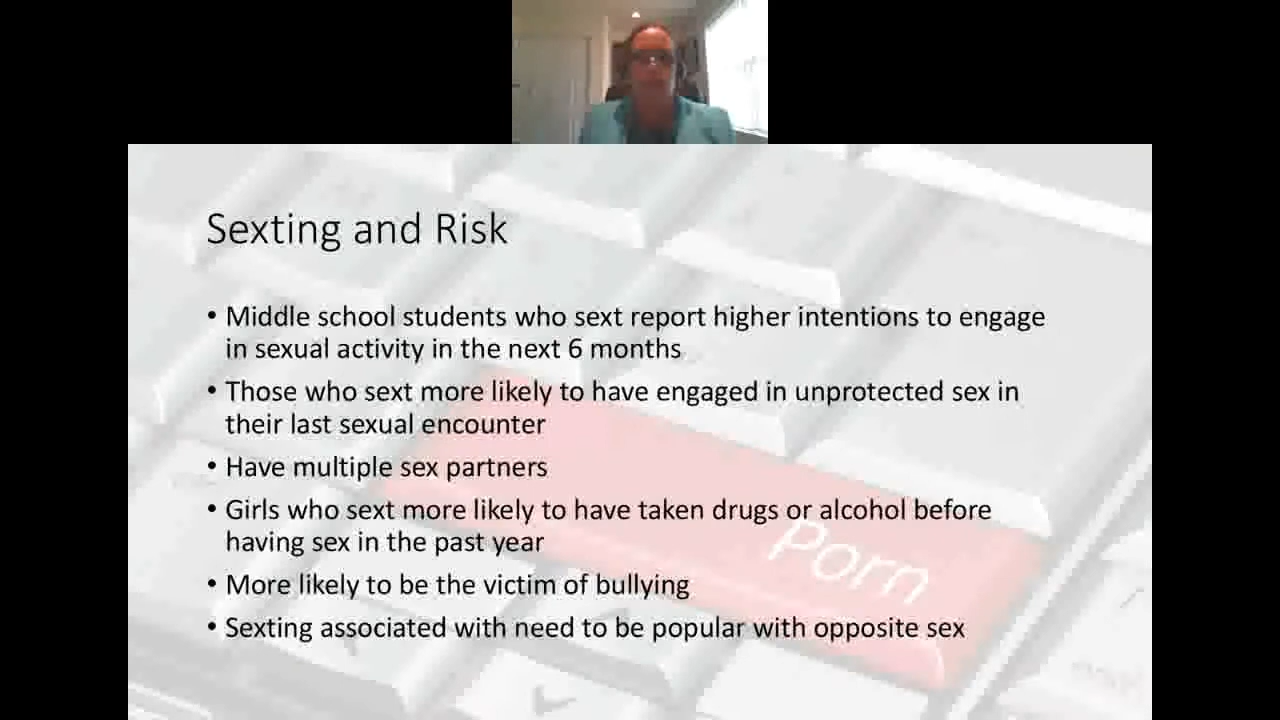 Sexting and Risk
• Middle school students who sext report higher intentions to engage
in sexual activity in the next 6 months
• Those who sext more likely to have engaged in unprotected sex in
their last sexual encounter
• Have multiple sex partners
• Girls who sext more likely to have taken drugs or alcohol before
having sex in the past year
• More likely to be the victim of bullying
• Sexting associated with need to be popular with opposite sex
Porn